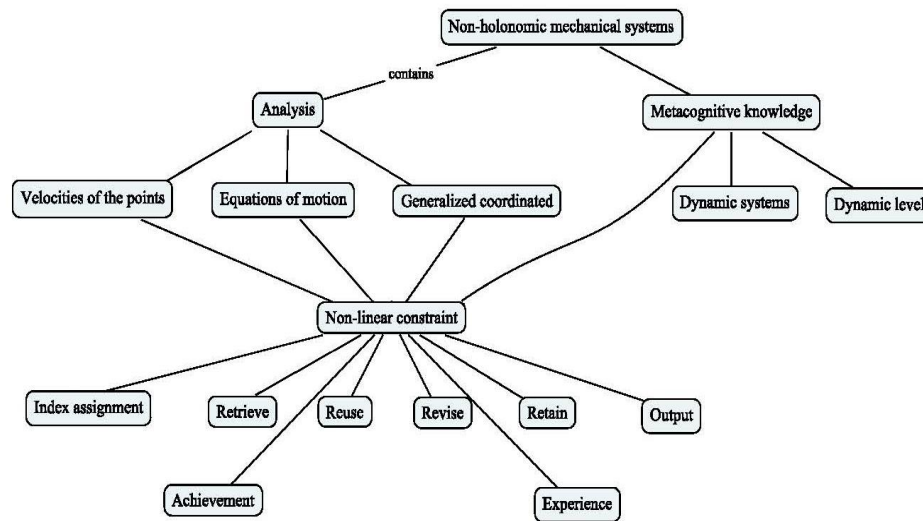 Non-holonomic mechanical systems
contains
Analysis
Metacognitive knowledge
Velocities of the points
Equations of motion
Generalized coordinated
Dynamic systems
Dynamic level
Non-linear constraint
Index assignment
Retrieve
Reuse
Revise
Retain
Output
Achievement
Experience